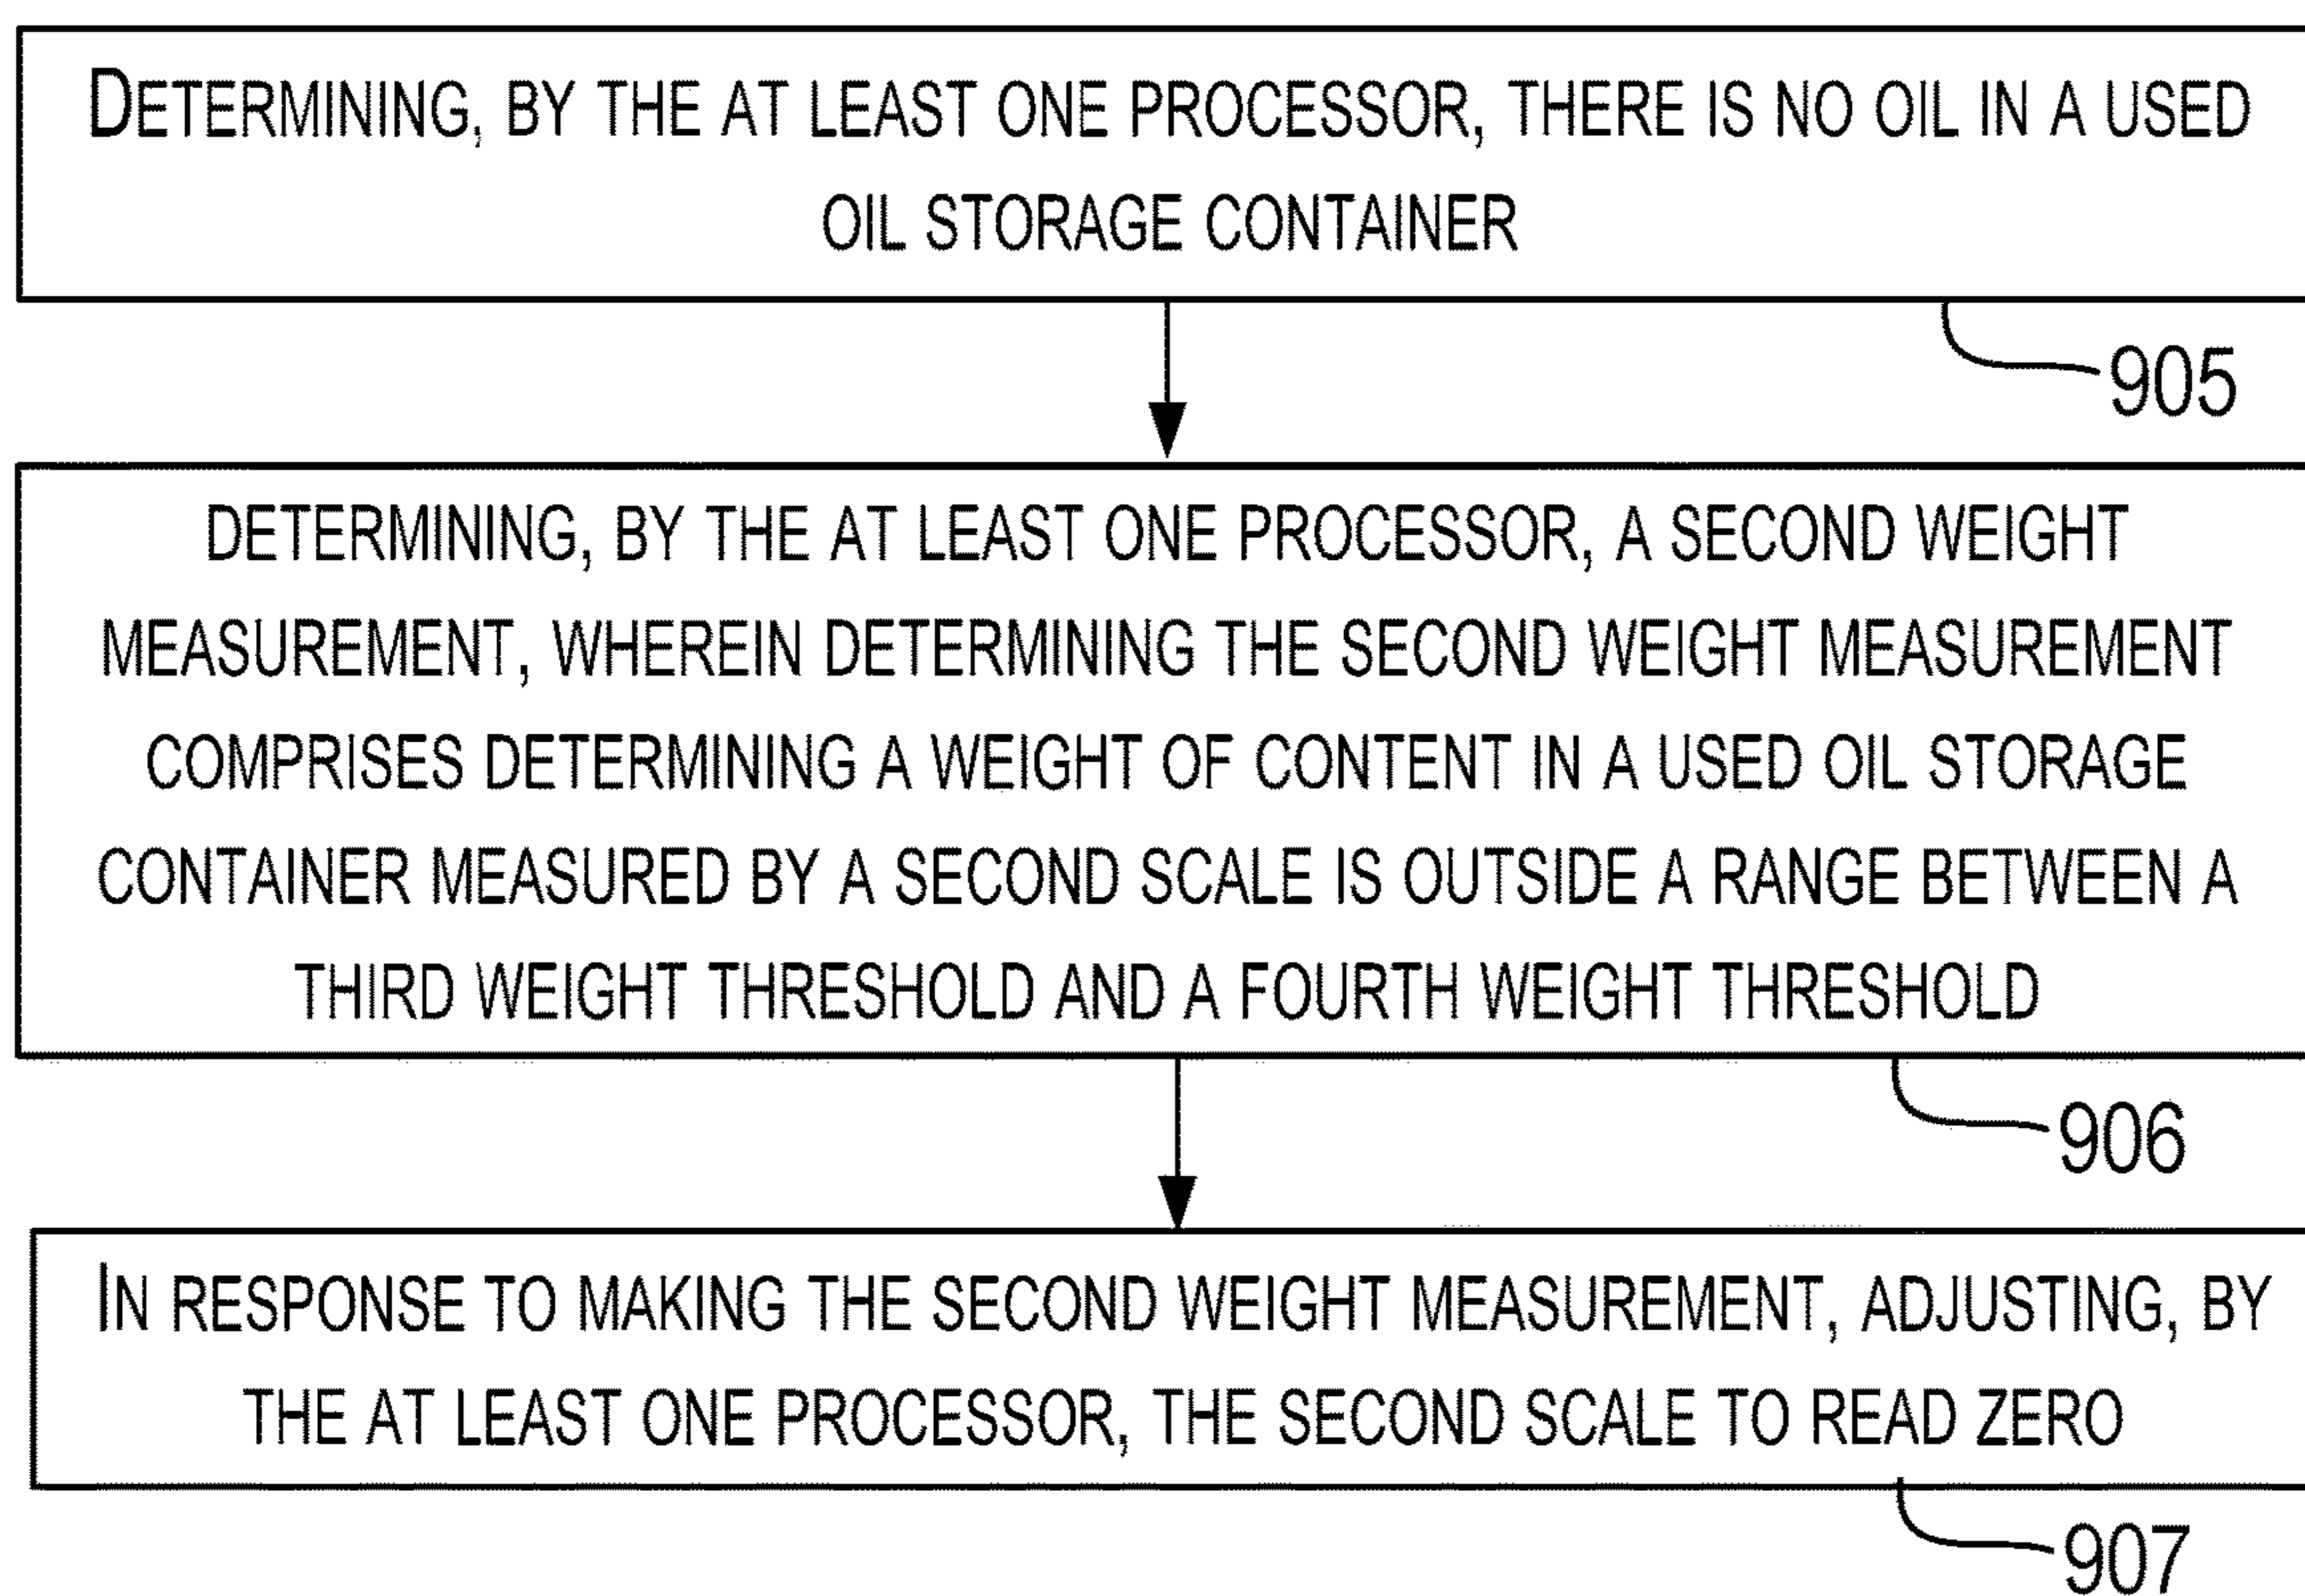 DETERMINING, BY THE AT LEAST ONE PROCESSOR, THERE IS NO OIL IN A USED
OIL STORAGE CONTAINER
905
DETERMINING, BY THE AT LEAST ONE PROCESSOR, A SECOND WEIGHT
MEASUREMENT, WHEREIN DETERMINING THE SECOND WEIGHT MEASUREMENT
COMPRISES DETERMINING A WEIGHT OF CONTENT IN A USED OIL STORAGE
CONTAINER MEASURED BY A SECOND SCALE IS OUTSIDE A RANGE BETWEEN A
THIRD WEIGHT THRESHOLD AND A FOURTH WEIGHT THRESHOLD
906
IN RESPONSE TO MAKING THE SECOND WEIGHT MEASUREMENT, ADJUSTING, BY
THE AT LEAST ONE PROCESSOR, THE SECOND SCALE TO READ ZERO
907